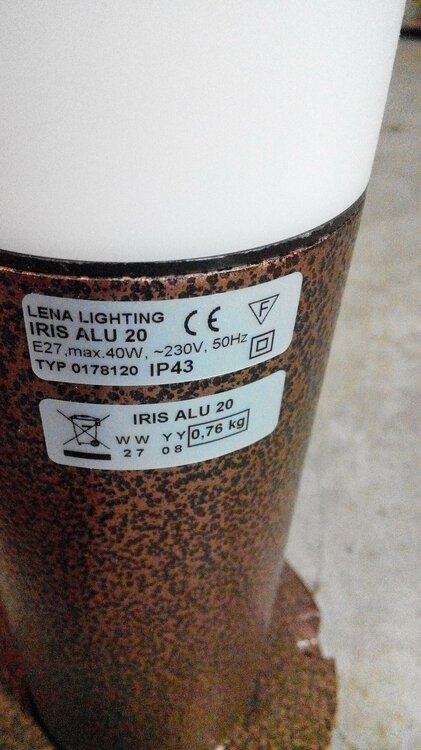 LENA LIGHTING CE F
IRIS ALU 20
E27,max.40W, ~230V, 50Hz
TYP 0178120 IP43
IRIS ALU 20
WW YY 0,76 kg
27 08